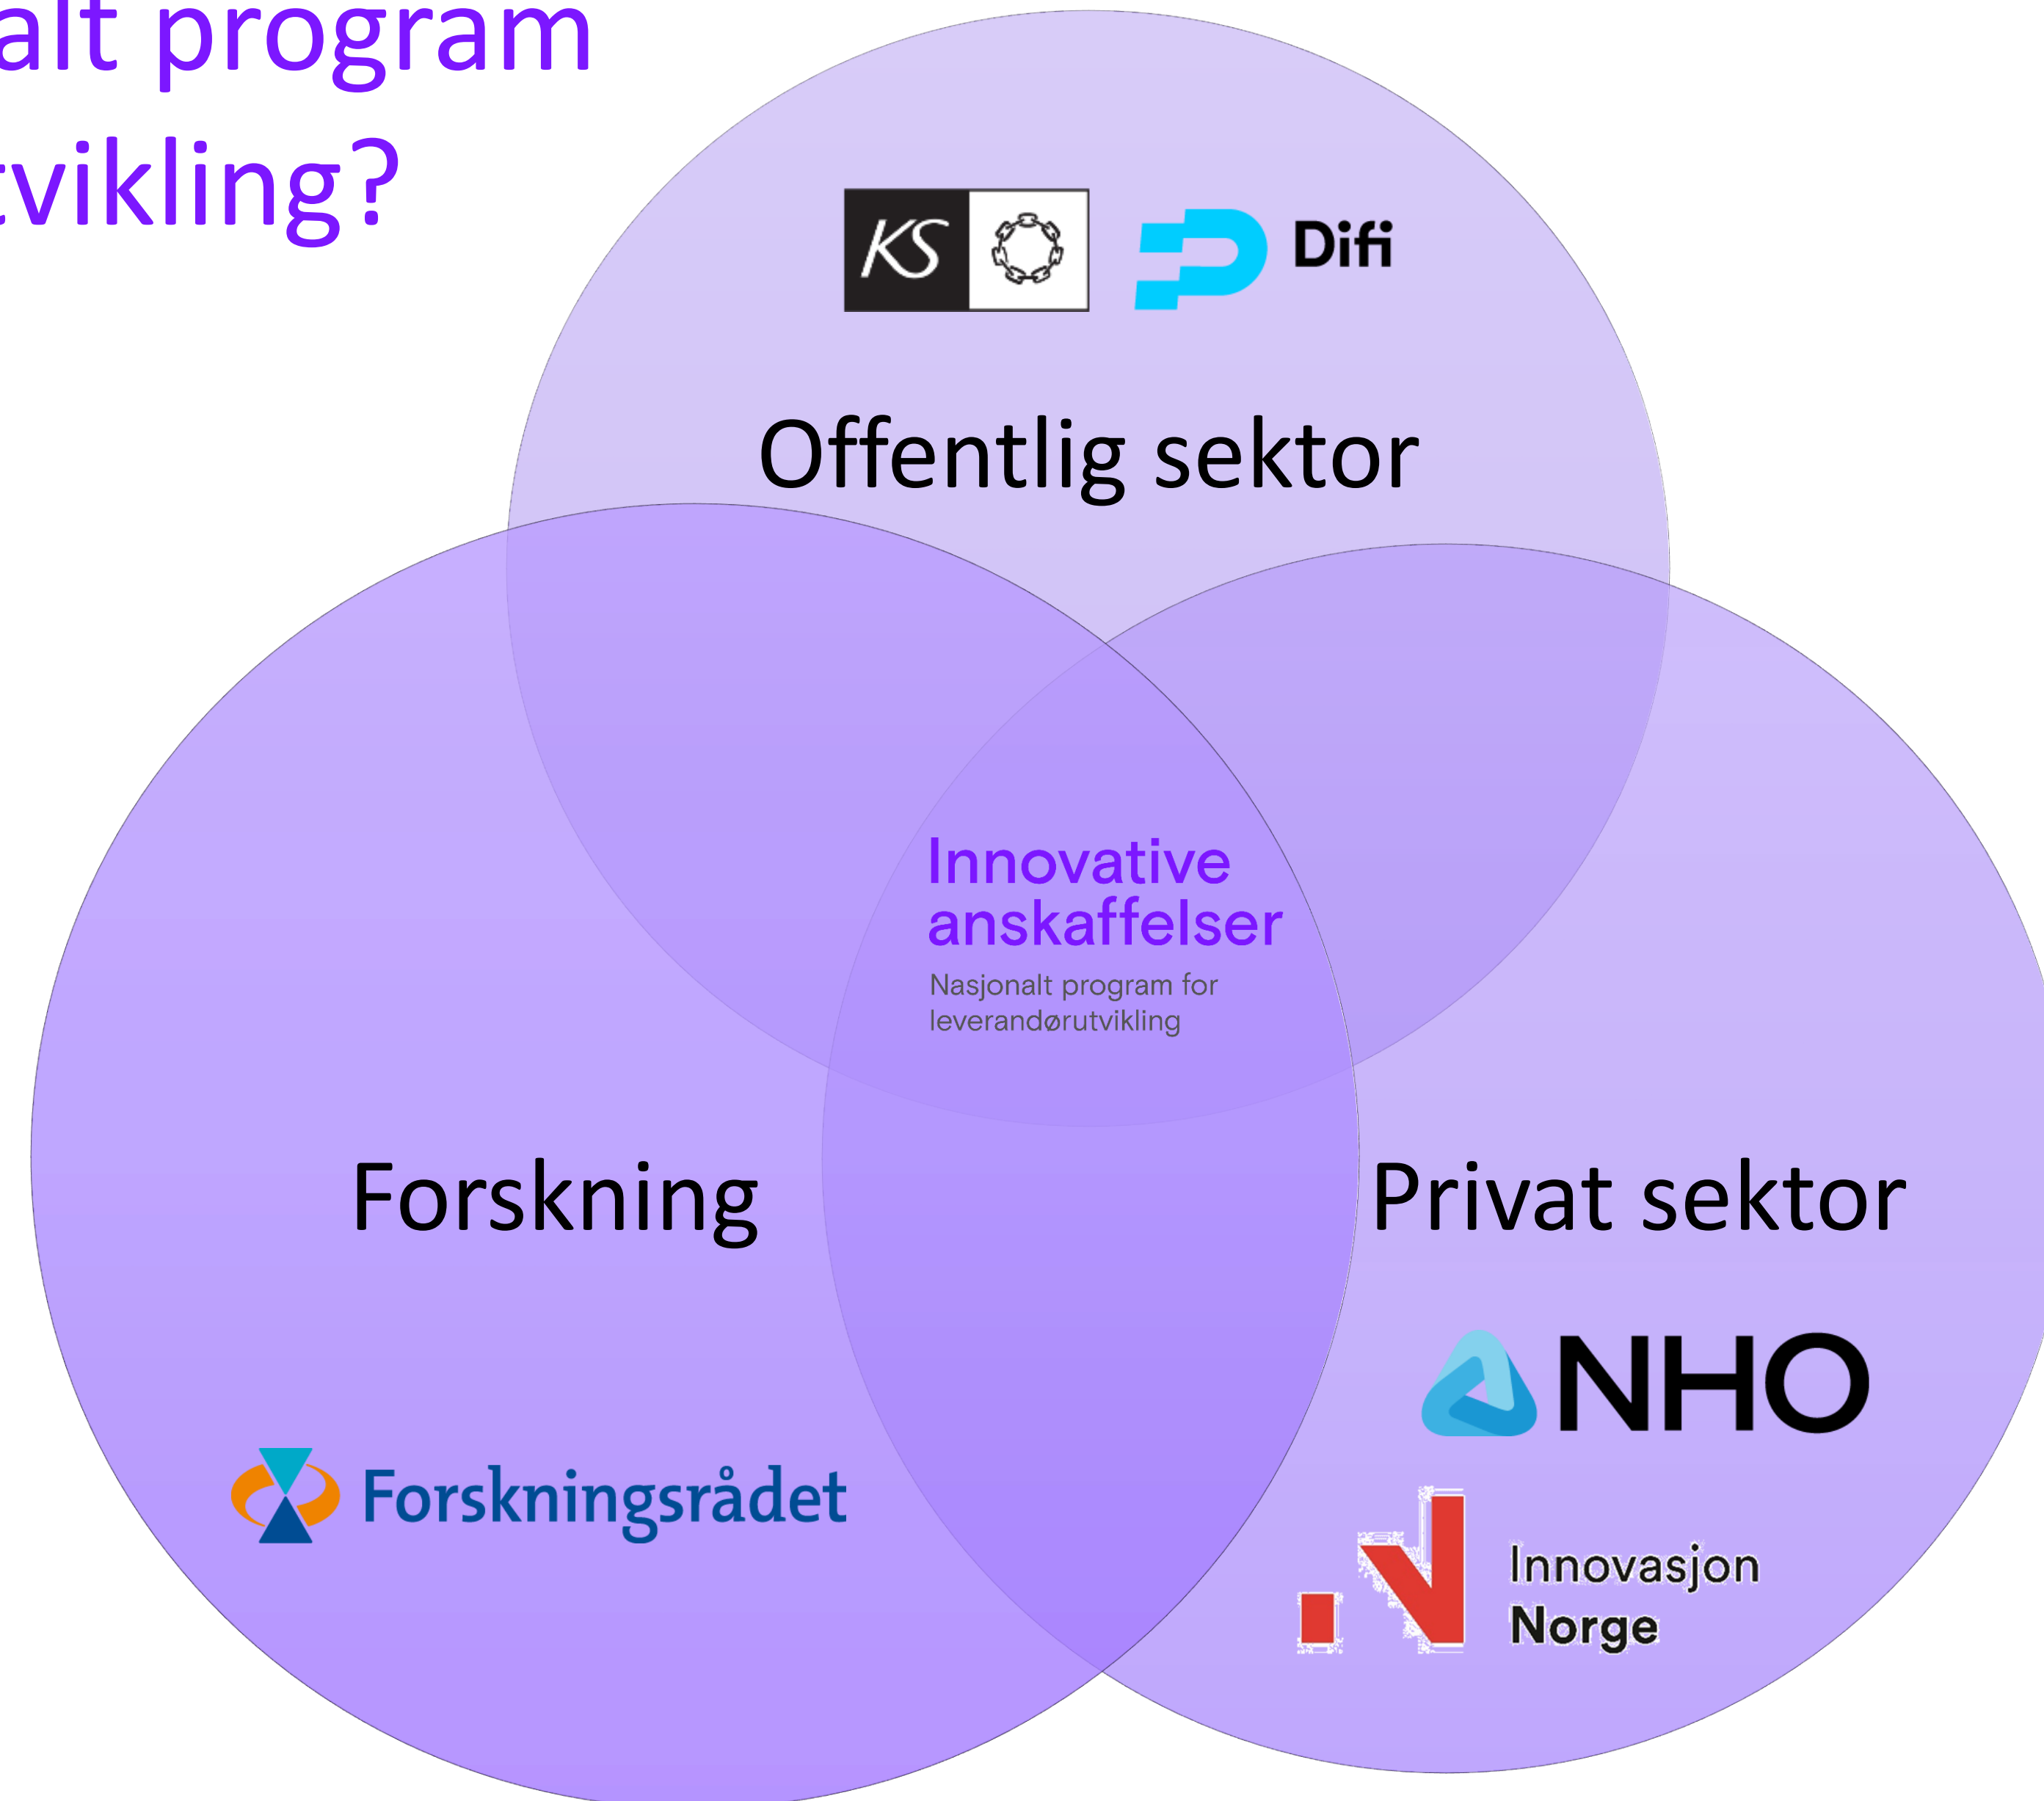 alt program
tvikling?
KS
Difi
Offentlig sektor
Innovative
anskaffelser
Nasjonalt program for
leverandørutvikling
Forskning
Privat sektor
NHO
Forskningsrådet
Innovasjon
Norge